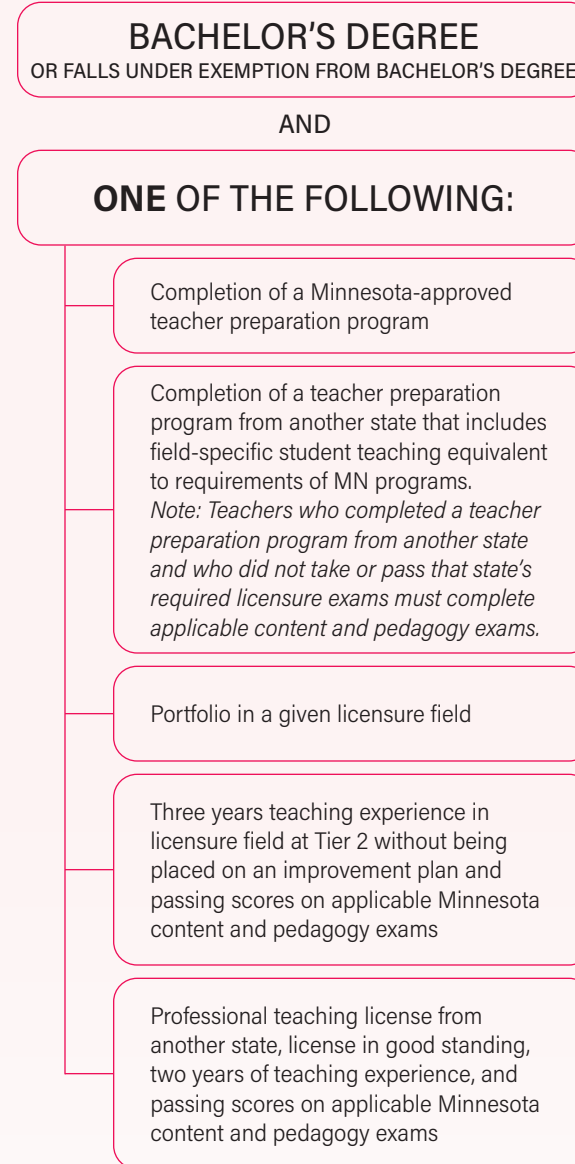 BACHELOR’S DEGREE
OR FALLS UNDER EXEMPTION FROM BACHELOR’S DEGREE
AND
ONE OF THE FOLLOWING:
Completion of a Minnesota-approved
teacher preparation program
Completion of a teacher preparation
program from another state that includes
field-specific student teaching equivalent
to requirements of MN programs.
Note: Teachers who completed a teacher
preparation program from another state
and who did not take or pass that state’s
required licensure exams must complete
applicable content and pedagogy exams.
Portfolio in a given licensure field
Three years teaching experience in
licensure field at Tier 2 without being
placed on an improvement plan and
passing scores on applicable Minnesota
content and pedagogy exams
Professional teaching license from
another state, license in good standing,
two years of teaching experience, and
passing scores on applicable Minnesota
content and pedagogy exams